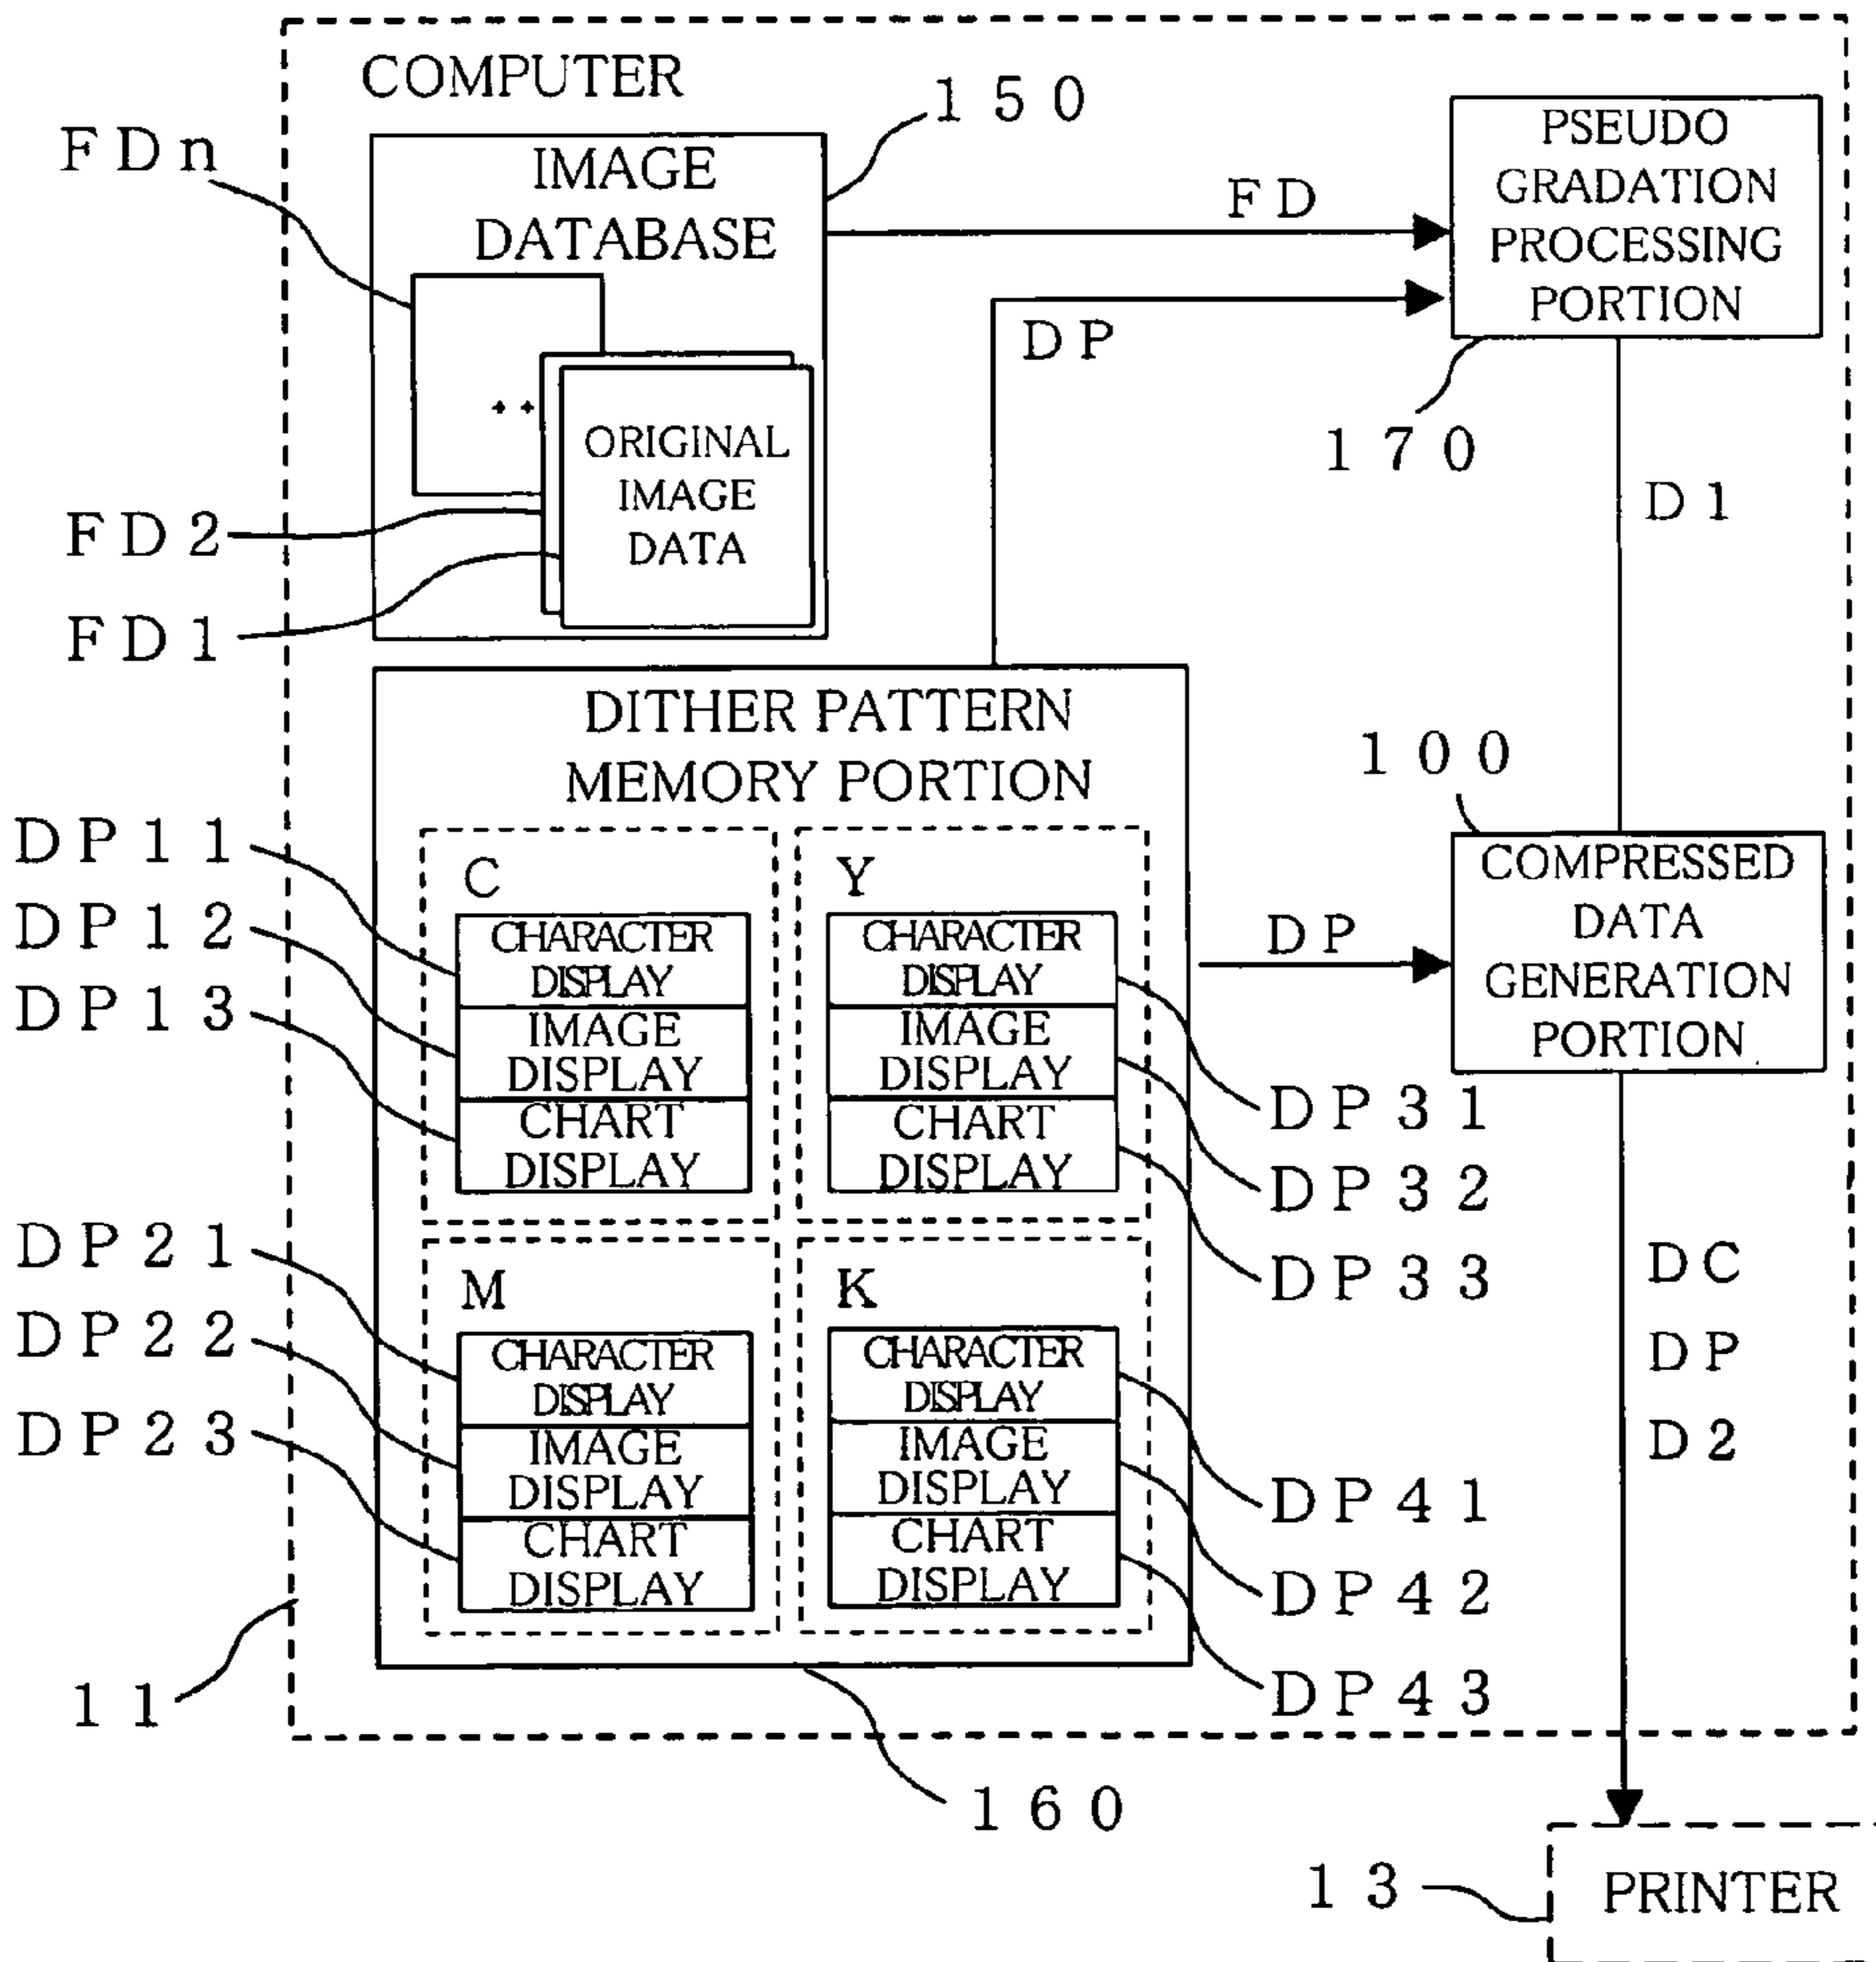 COMPUTER
150
FDn
IMAGE
DATABASE
FD
PSEUDO
GRADATION
PROCESSING
PORTION
DP
170
ORIGINAL
IMAGE
DATA
FD2
FD1
D1
DITHER PATTERN
MEMORY PORTION
100
DP11
DP12
DP13
C
CHARACTER
DISPLAY
IMAGE
DISPLAY
CHART
DISPLAY
Y
CHARACTER
DISPLAY
IMAGE
DISPLAY
CHART
DISPLAY
DP
COMPRESSED
DATA
GENERATION
PORTION
DP31
DP32
DP33
DP21
DP22
DP23
M
CHARACTER
DISPLAY
IMAGE
DISPLAY
CHART
DISPLAY
K
CHARACTER
DISPLAY
IMAGE
DISPLAY
CHART
DISPLAY
DC
DP
D2
DP41
DP42
DP43
11
160
13
PRINTER